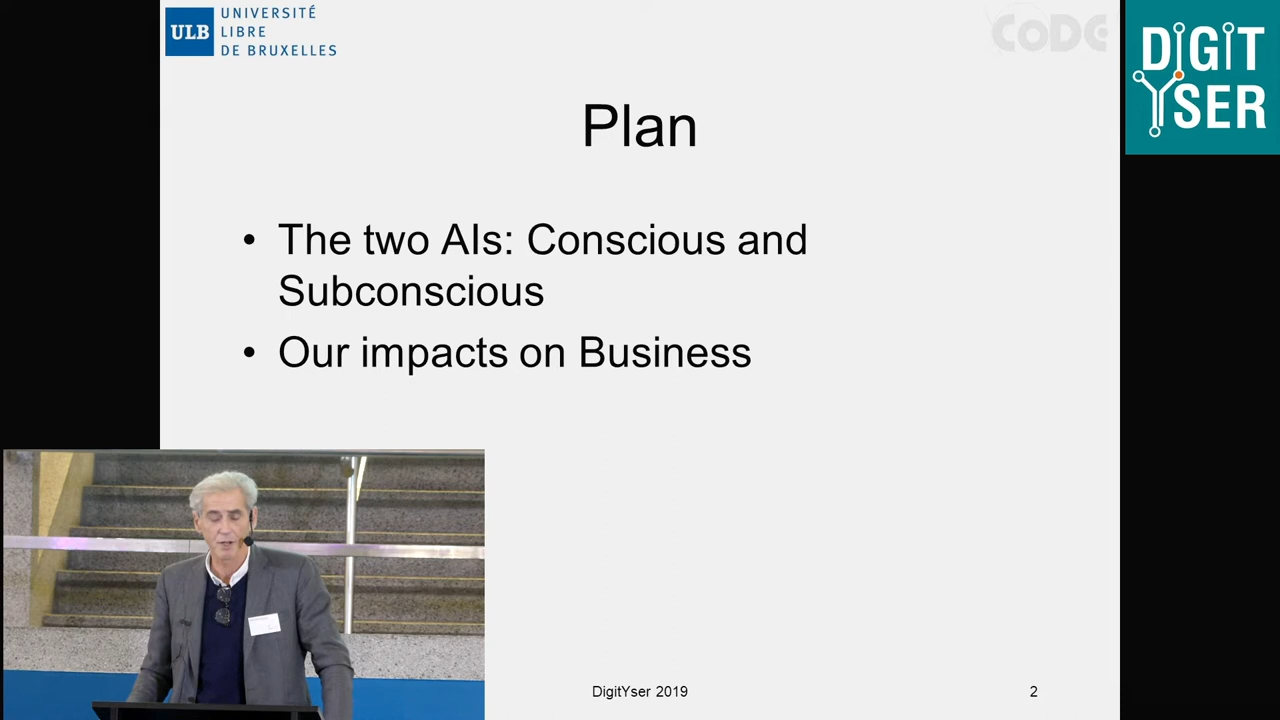 ULB
UNIVERSITÉ
LIBRE
DE BRUXELLES
CODE
DIGIT
YSER
Plan
• The two AIs: Conscious and
Subconscious
• Our impacts on Business
DigitYser 2019
2